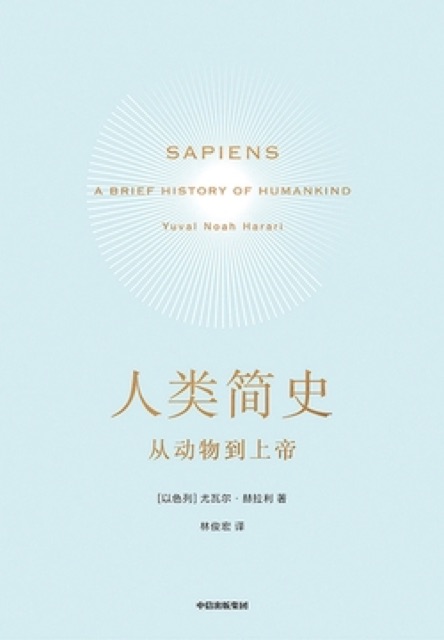 SAPIENS
A BRIEF HISTORY OF HUMANKIND
Yuval Noah Harari
人类简史
从动物到上帝
[以色列] 尤瓦尔·赫拉利 著
林俊宏 译
中信出版集团